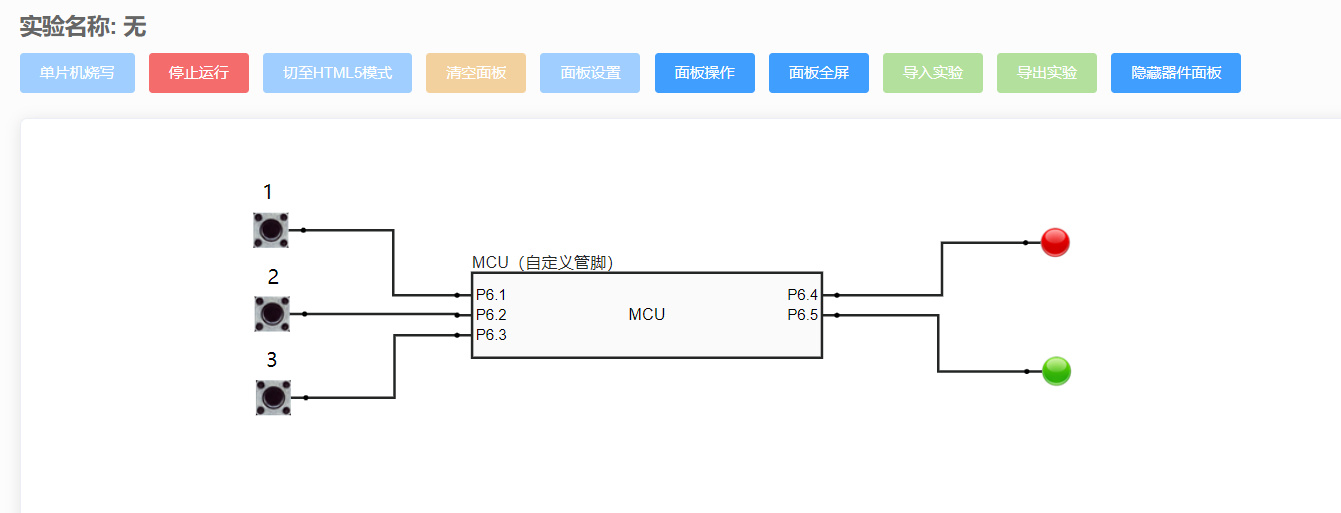 实验名称: 无
单片机烧写 停止运行 切至HTML5模式 清空面板 面板设置 面板操作 面板全屏 导入实验 导出实验 隐藏器件面板
1
2
3
MCU（自定义管脚）
P6.1
P6.2
P6.3
MCU
P6.4
P6.5